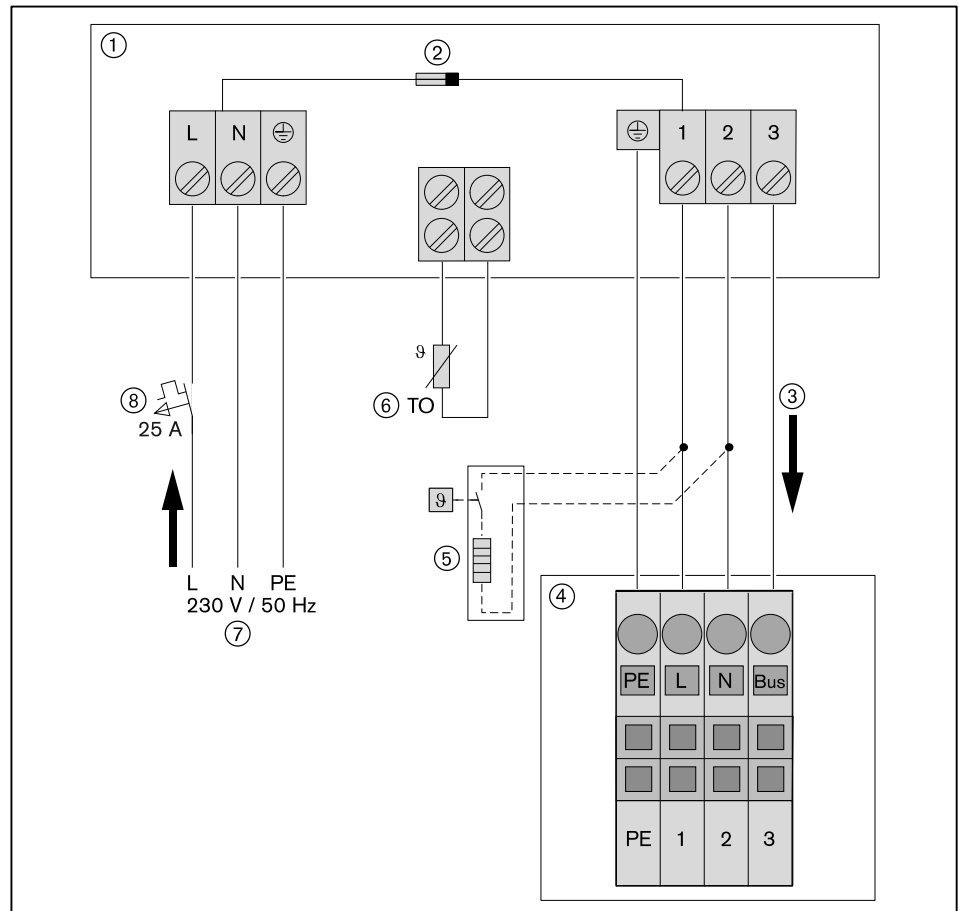 ①
②
L N ⏚
⏚ 1 2 3
ϑ
⑥ TO
③
⑧
25 A
ϑ
⑤
L N PE
230 V / 50 Hz
⑦
④
PE L N Bus
PE 1 2 3